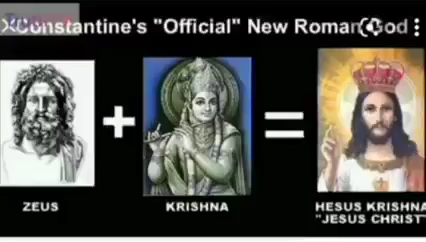 Constantine's "Official" New Roman God
ZEUS
KRISHNA
HESUS KRISHNA
"JESUS CHRIST"